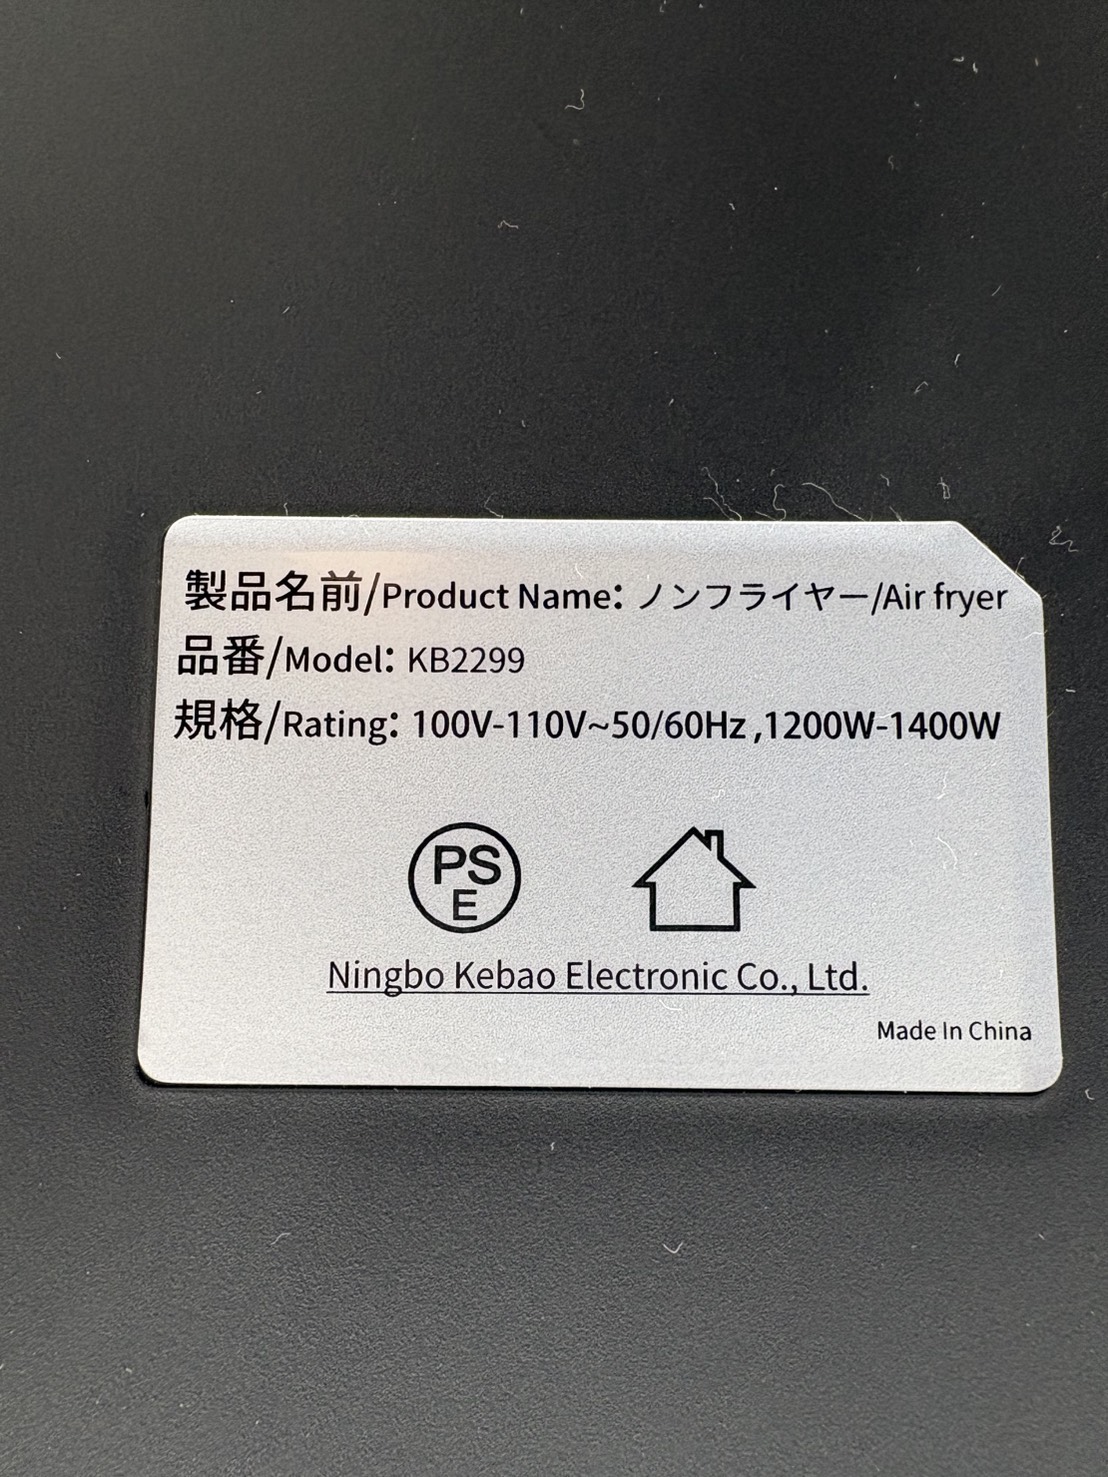 製品名前/Product Name: ノンフライヤー/Air fryer
品番/Model: KB2299
規格/Rating: 100V-110V~50/60Hz,1200W-1400W
PS
E
Ningbo Kebao Electronic Co., Ltd.
Made In China